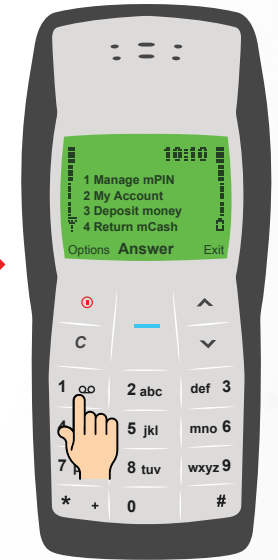 10:10
1 Manage mPIN
2 My Account
3 Deposit money
4 Return mCash
Options Answer Exit
C
1 2 abc def 3
5 jkl mno 6
7 8 tuv wxyz 9
* + 0 #